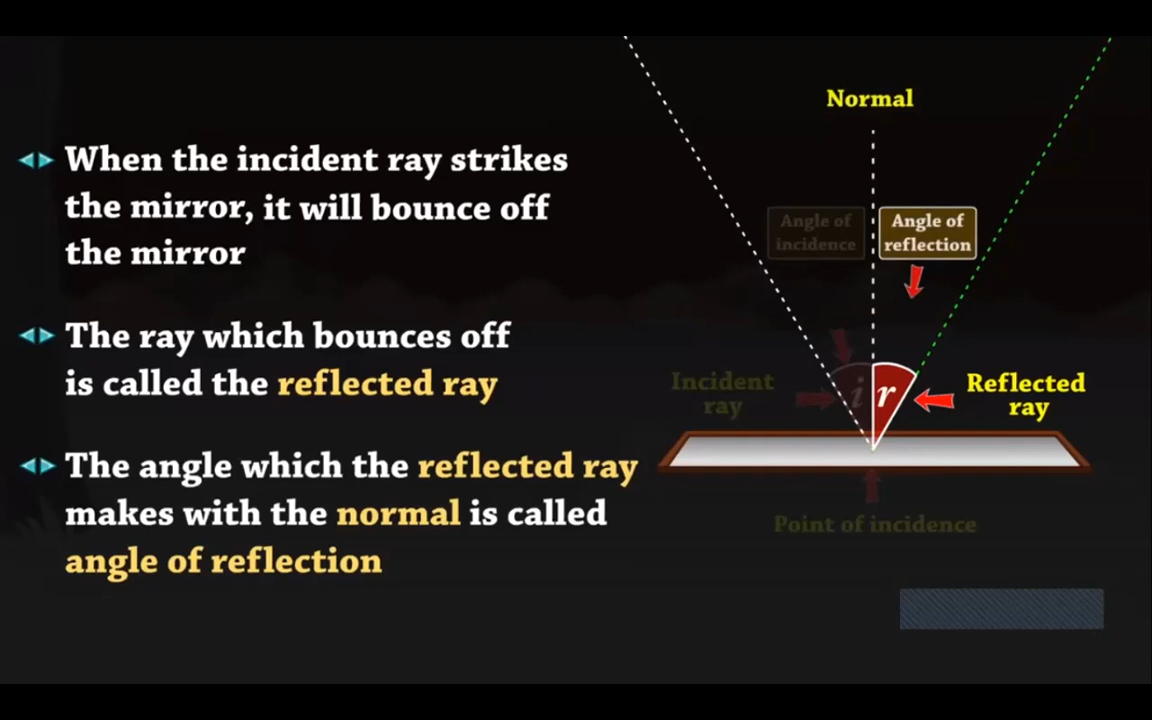 When the incident ray strikes
the mirror, it will bounce off
the mirror
The ray which bounces off
is called the reflected ray
The angle which the reflected ray
makes with the normal is called
angle of reflection
Normal
Angle of
incidence
Angle of
reflection
Incident
ray
i
r
Reflected
ray
Point of incidence